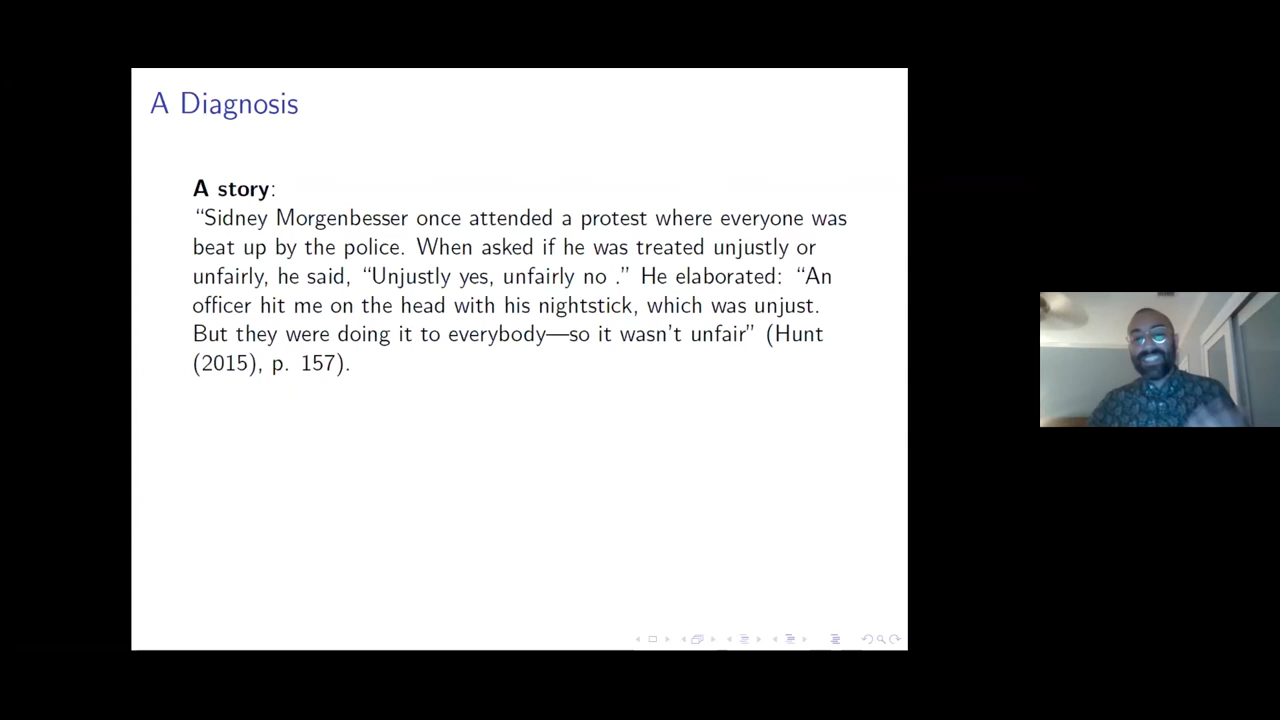 A Diagnosis
A story:
“Sidney Morgenbesser once attended a protest where everyone was
beat up by the police. When asked if he was treated unjustly or
unfairly, he said, “Unjustly yes, unfairly no .” He elaborated: “An
officer hit me on the head with his nightstick, which was unjust.
But they were doing it to everybody—so it wasn’t unfair” (Hunt
(2015), p. 157).